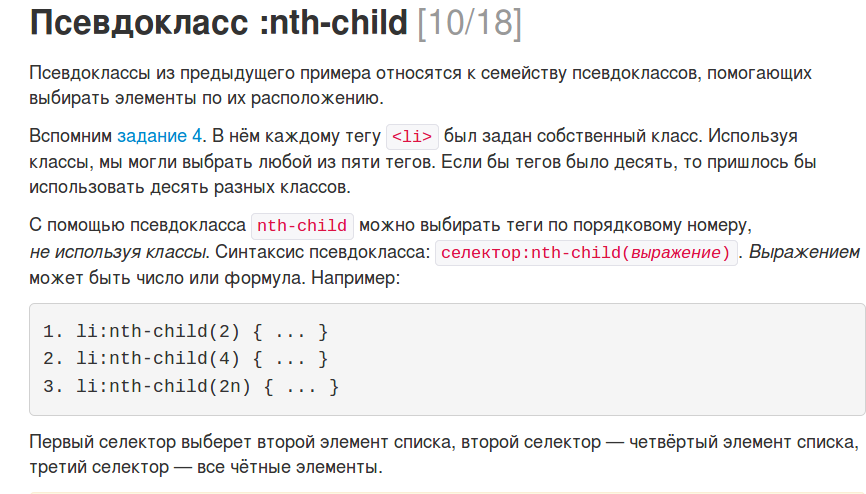 Псевдокласс :nth-child [10/18]
Псевдоклассы из предыдущего примера относятся к семейству псевдоклассов, помогающих
выбирать элементы по их расположению.
Вспомним задание 4. В нём каждому тегу <li> был задан собственный класс. Используя
классы, мы могли выбрать любой из пяти тегов. Если бы тегов было десять, то пришлось бы
использовать десять разных классов.
С помощью псевдокласса nth-child можно выбирать теги по порядковому номеру,
не используя классы. Синтаксис псевдокласса: селектор:nth-child(выражение). Выражением
может быть число или формула. Например:
1. li:nth-child(2) { ... }
2. li:nth-child(4) { ... }
3. li:nth-child(2n) { ... }
Первый селектор выберет второй элемент списка, второй селектор — четвёртый элемент списка,
третий селектор — все чётные элементы.